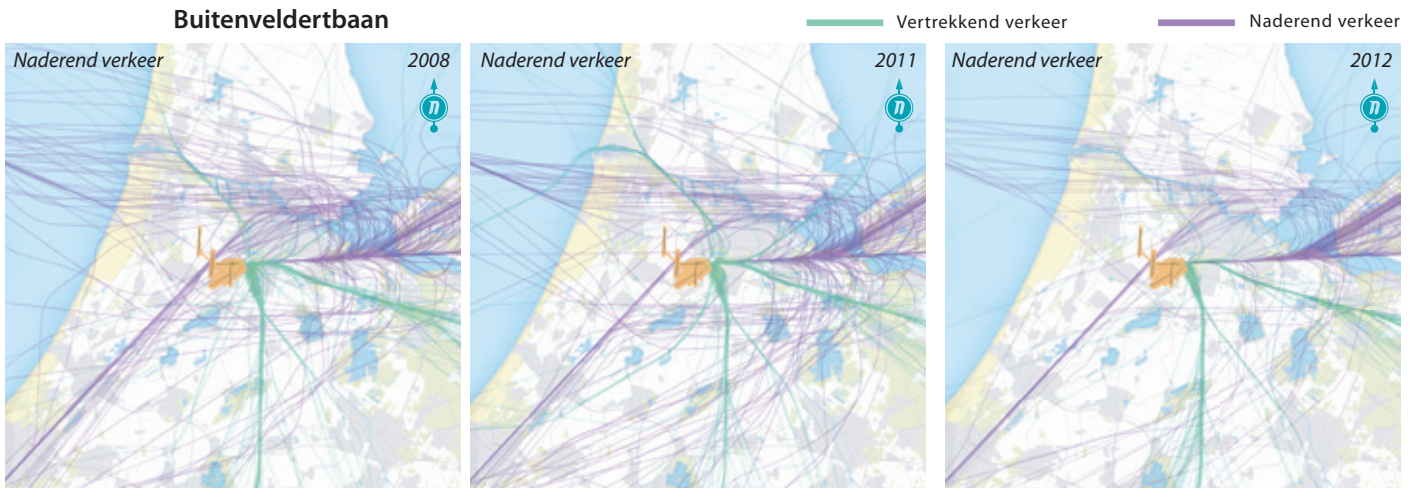 Buitenveldertbaan
Vertrekkend verkeer
Naderend verkeer
Naderend verkeer 2008
n
Naderend verkeer 2011
n
Naderend verkeer 2012
n